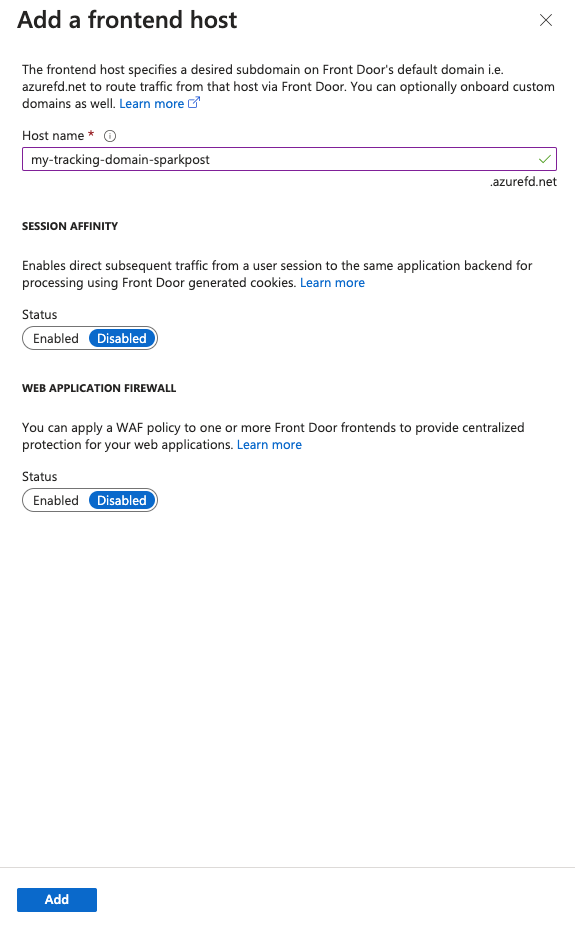 Add a frontend host
The frontend host specifies a desired subdomain on Front Door's default domain i.e.
azurefd.net to route traffic from that host via Front Door. You can optionally onboard custom
domains as well. Learn more
Host name *
my-tracking-domain-sparkpost
.azurefd.net
SESSION AFFINITY
Enables direct subsequent traffic from a user session to the same application backend for
processing using Front Door generated cookies. Learn more
Status
Enabled Disabled
WEB APPLICATION FIREWALL
You can apply a WAF policy to one or more Front Door frontends to provide centralized
protection for your web applications. Learn more
Status
Enabled Disabled
Add